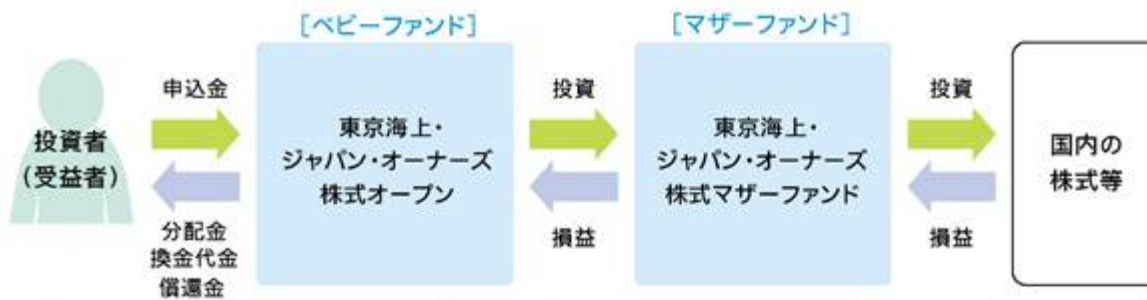 [ベビーファンド]
[マザーファンド]
投資者
(受益者)
申込金
分配金
換金代金
償還金
東京海上・
ジャパン・オーナーズ
株式オープン
投資
損益
東京海上・
ジャパン・オーナーズ
株式マザーファンド
投資
損益
国内の
株式等